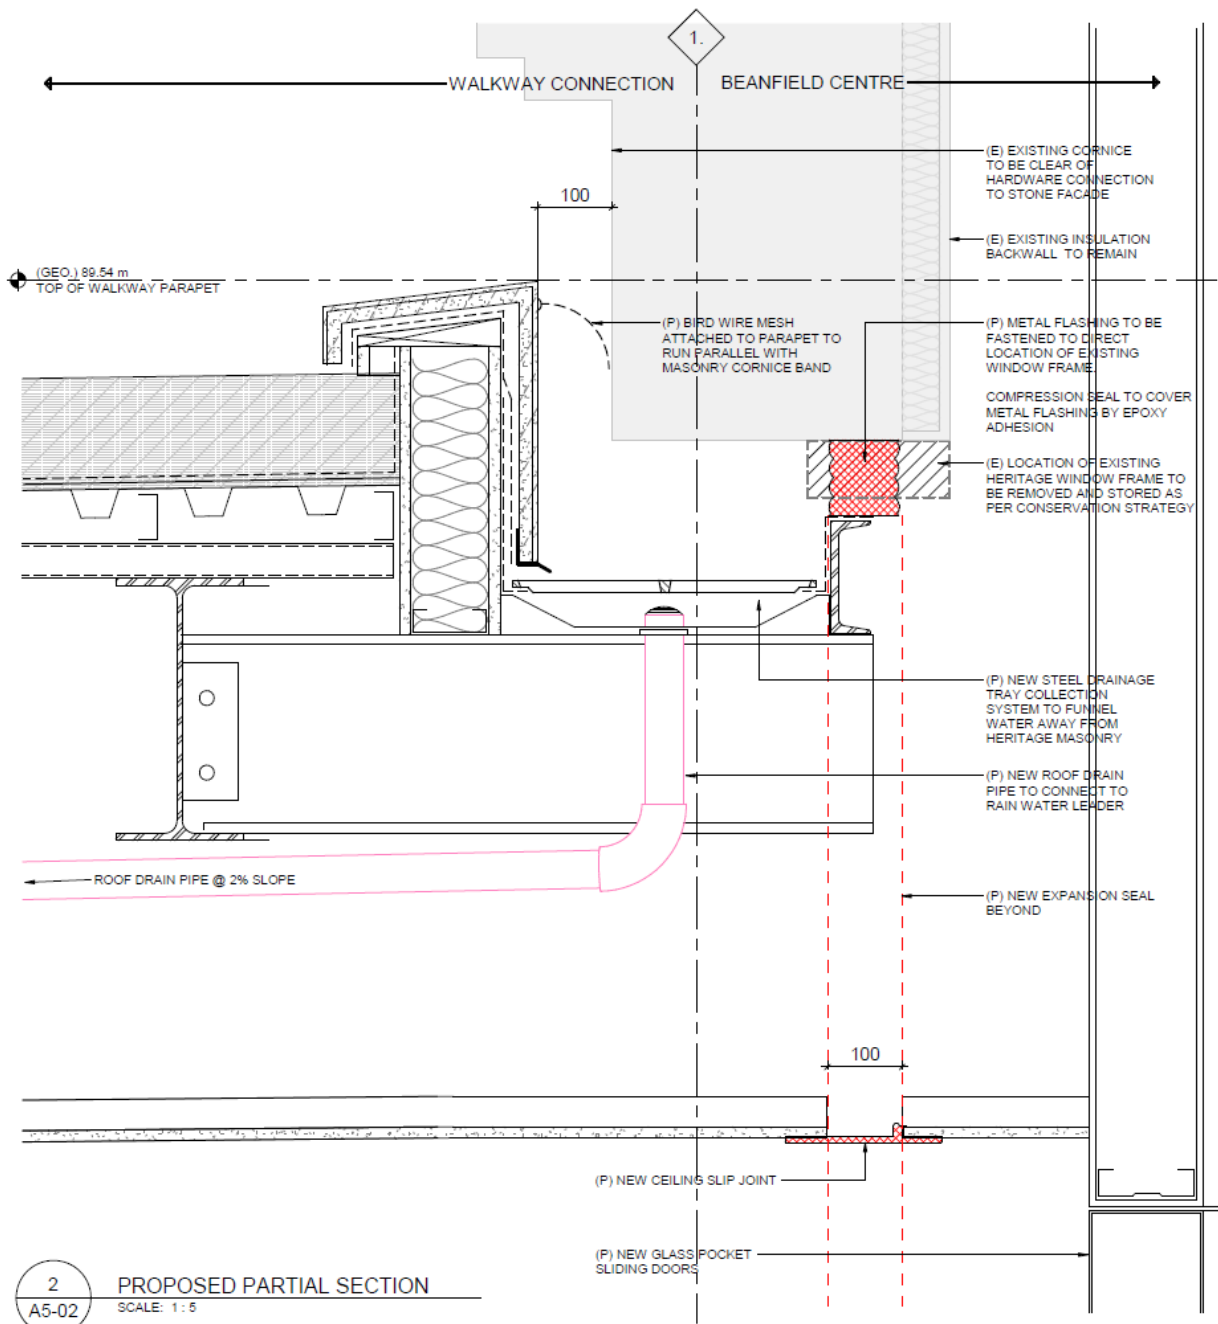 1.
WALKWAY CONNECTION
BEANFIELD CENTRE
(E) EXISTING CORNICE
TO BE CLEAR OF
HARDWARE CONNECTION
TO STONE FACADE
100
(E) EXISTING INSULATION
BACKWALL TO REMAIN
(GEO.) 89.54 m
TOP OF WALKWAY PARAPET
(P) BIRD WIRE MESH
ATTACHED TO PARAPET TO
RUN PARALLEL WITH
MASONRY CORNICE BAND
(P) METAL FLASHING TO BE
FASTENED TO DIRECT
LOCATION OF EXISTING
WINDOW FRAME.
COMPRESSION SEAL TO COVER
METAL FLASHING BY EPOXY
ADHESION
(E) LOCATION OF EXISTING
HERITAGE WINDOW FRAME TO
BE REMOVED AND STORED AS
PER CONSERVATION STRATEGY
(P) NEW STEEL DRAINAGE
TRAY COLLECTION
SYSTEM TO FUNNEL
WATER AWAY FROM
HERITAGE MASONRY
(P) NEW ROOF DRAIN
PIPE TO CONNECT TO
RAIN WATER LEADER
ROOF DRAIN PIPE @ 2% SLOPE
(P) NEW EXPANSION SEAL
BEYOND
100
(P) NEW CEILING SLIP JOINT
(P) NEW GLASS POCKET
SLIDING DOORS
2
A5-02
PROPOSED PARTIAL SECTION
SCALE: 1 : 5